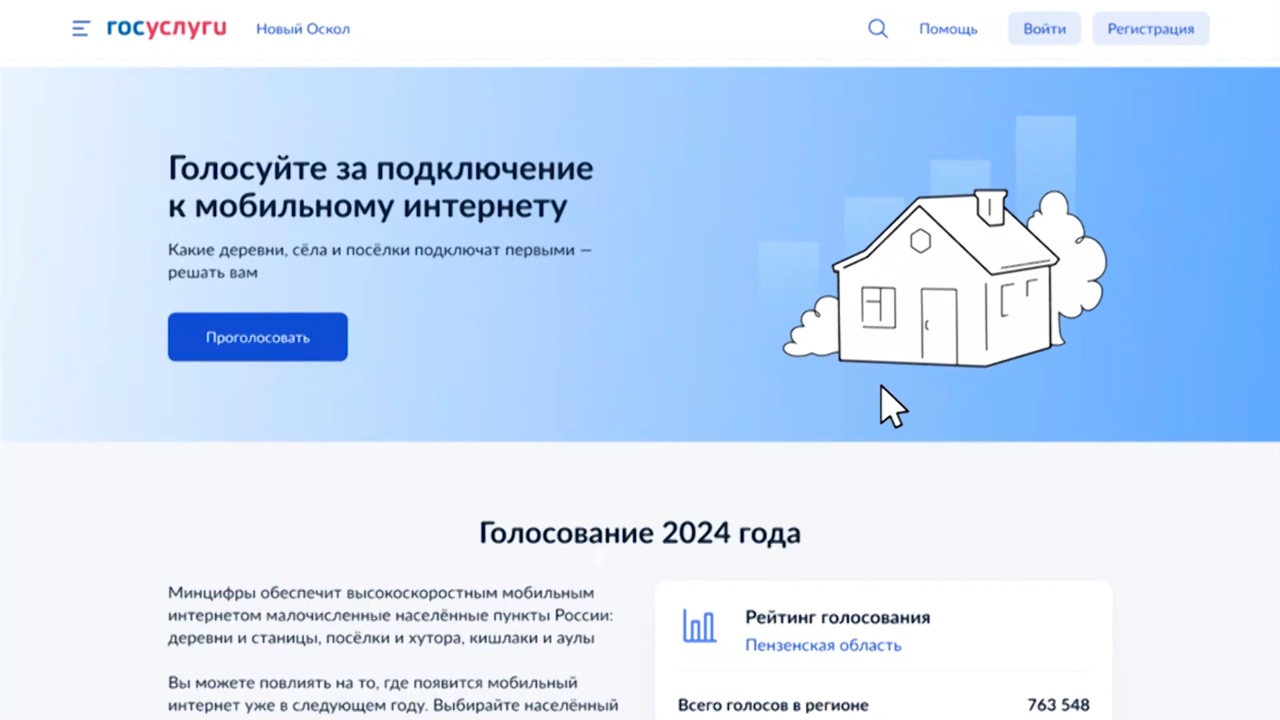 госуслуги
Новый Оскол
Помощь
Войти
Регистрация
Голосуйте за подключение
к мобильному интернету
Какие деревни, сёла и посёлки подключат первыми —
решать вам
Проголосовать
Голосование 2024 года
Минцифры обеспечит высокоскоростным мобильным
интернетом малочисленные населённые пункты России:
деревни и станицы, посёлки и хутора, кишлаки и аулы
Вы можете повлиять на то, где появится мобильный
интернет уже в следующем году. Выбирайте населённый
Рейтинг голосования
Пензенская область
Всего голосов в регионе
763 548